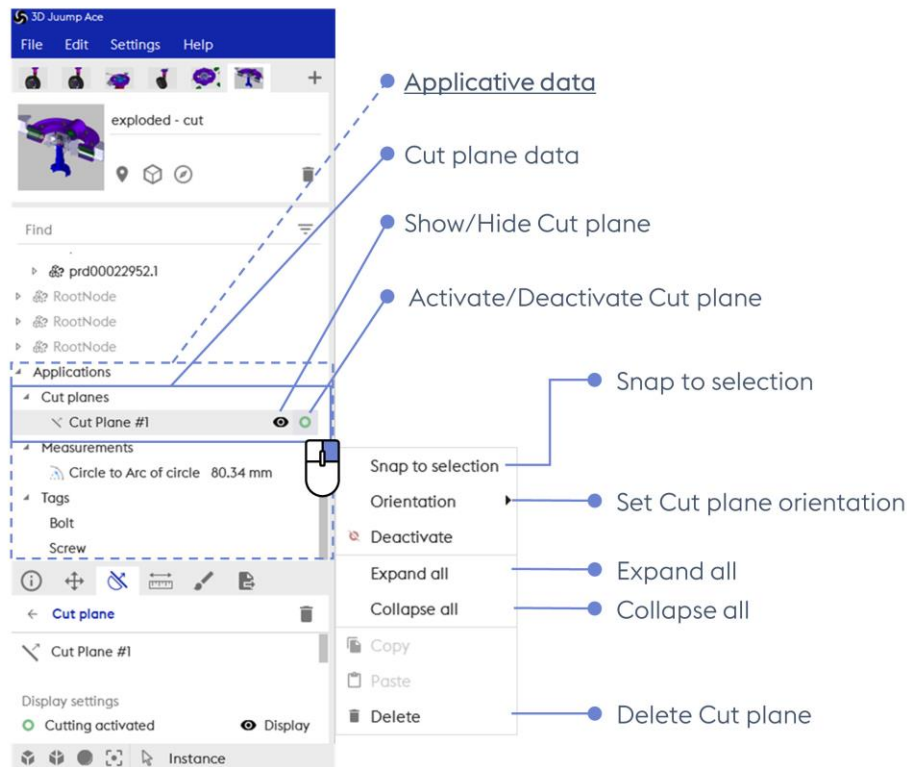 3D Juump Ace
File Edit Settings Help
exploded - cut
Find
prd00022952.1
RootNode
RootNode
RootNode
Applications
Cut planes
Cut Plane #1
Measurements
Circle to Arc of circle 80.34 mm
Tags
Bolt
Screw
Cut plane
Cut Plane #1
Display settings
Cutting activated Display
Instance
Snap to selection
Orientation
Deactivate
Expand all
Collapse all
Copy
Paste
Delete
Applicative data
Cut plane data
Show/Hide Cut plane
Activate/Deactivate Cut plane
Snap to selection
Set Cut plane orientation
Expand all
Collapse all
Delete Cut plane